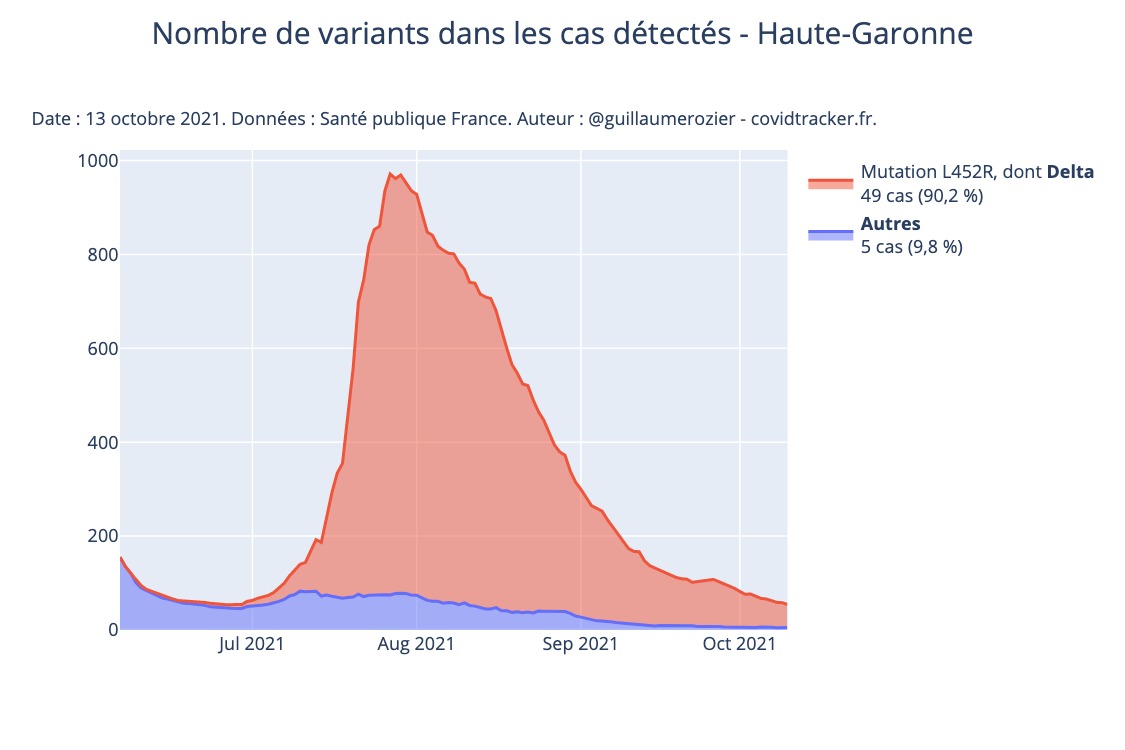 Nombre de variants dans les cas détectés - Haute-Garonne
Date : 13 octobre 2021. Données : Santé publique France. Auteur : @guillaumerozier - covidtracker.fr.
1000
800
600
400
200
0
Jul 2021
Aug 2021
Sep 2021
Oct 2021
Mutation L452R, dont Delta
49 cas (90,2 %)
Autres
5 cas (9,8 %)